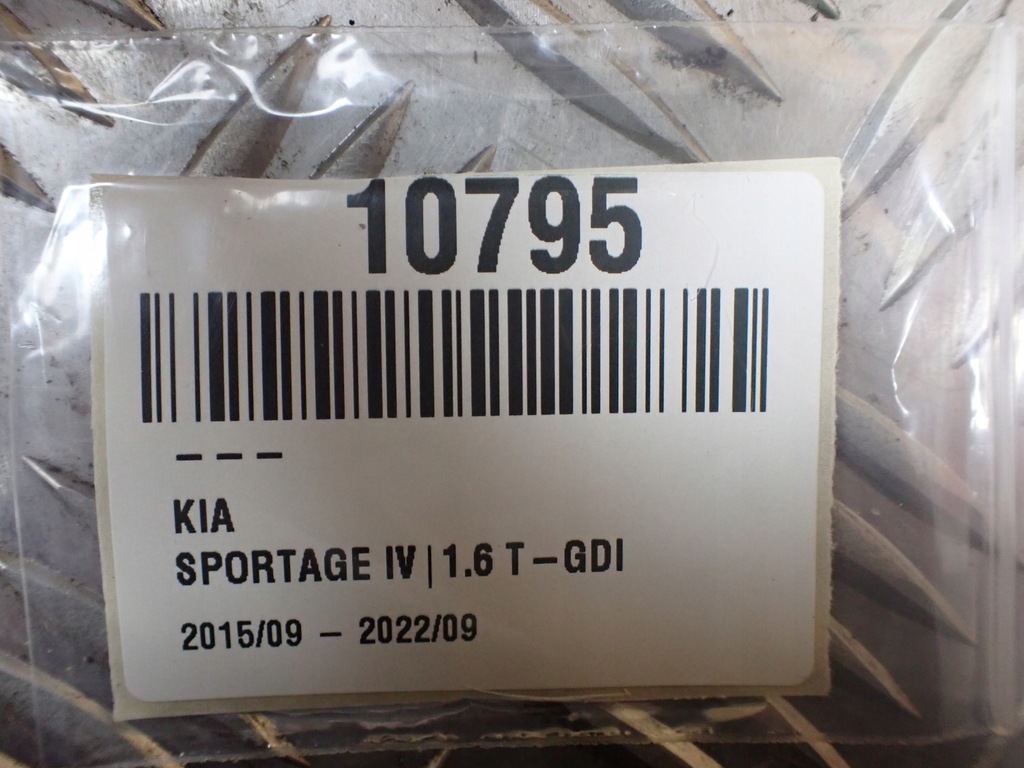 10795
– – –
KIA
SPORTAGE IV | 1.6 T–GDI
2015/09 – 2022/09